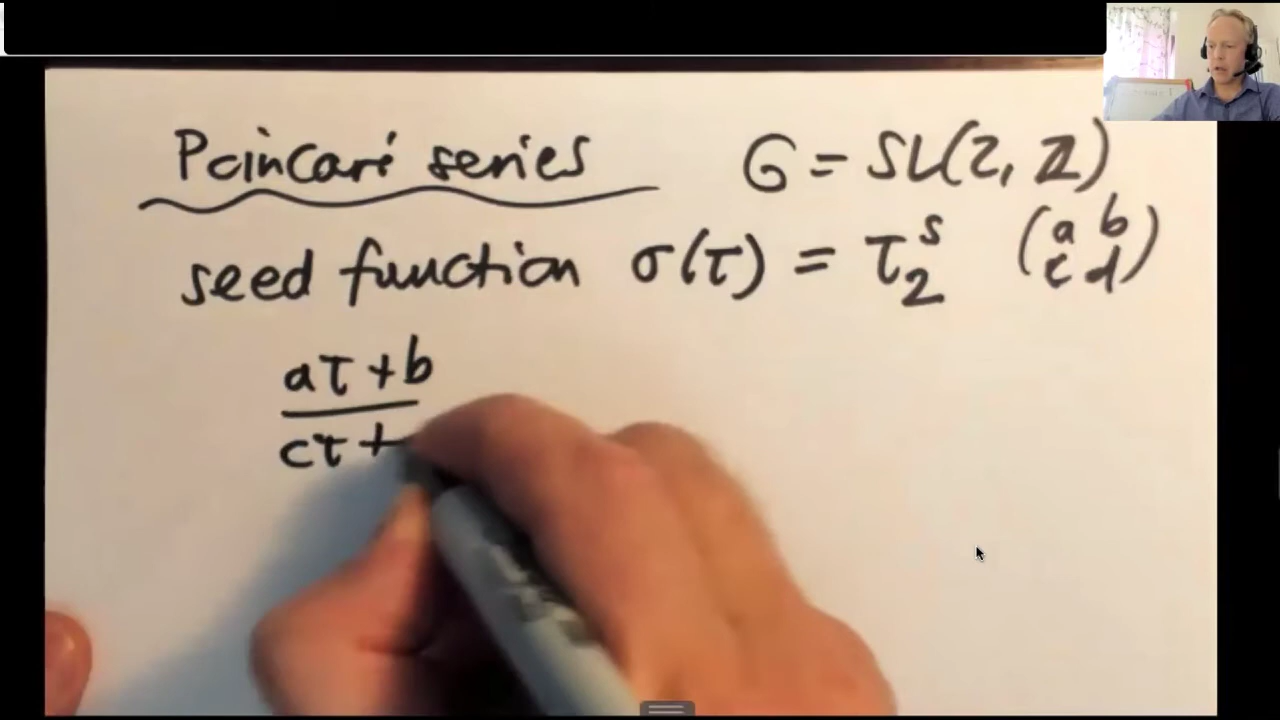 Poincaré series G = SL(2, ℤ)
seed function σ(τ) = τ₂ˢ (a b
c d)
aτ + b
cτ +